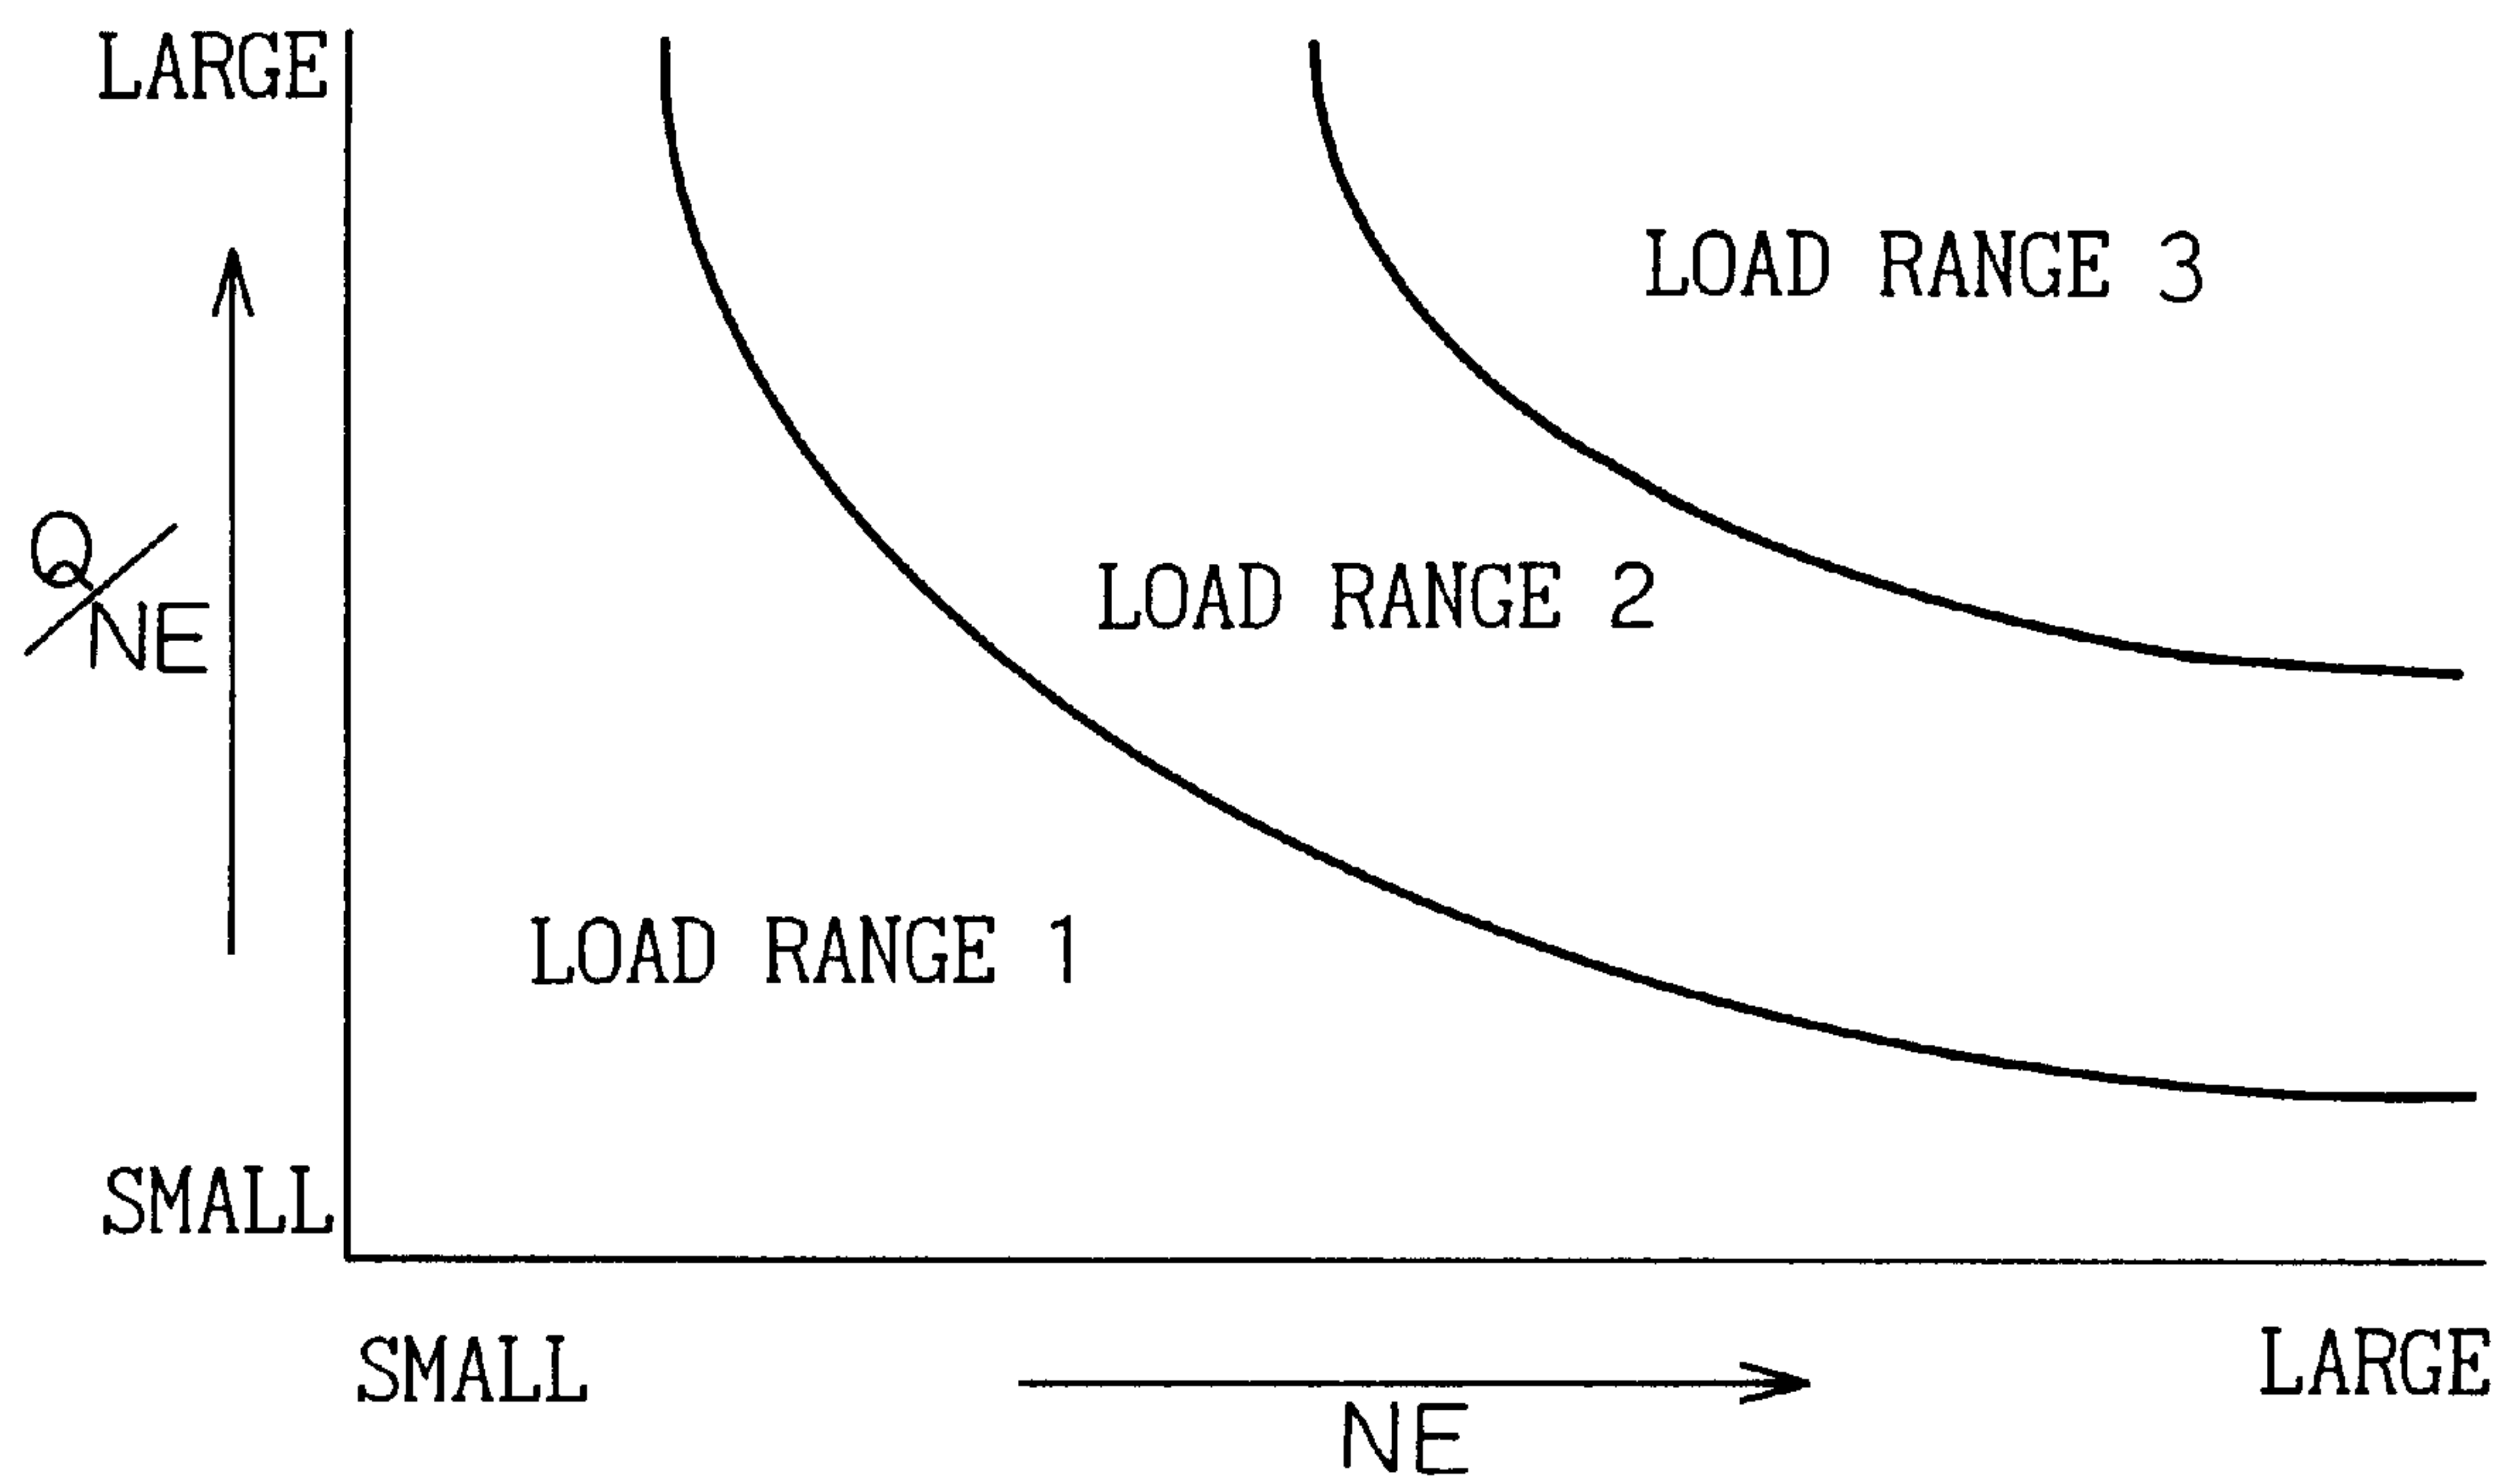 LARGE
LOAD RANGE 3
Q/NE
LOAD RANGE 2
LOAD RANGE 1
SMALL
SMALL
LARGE
NE